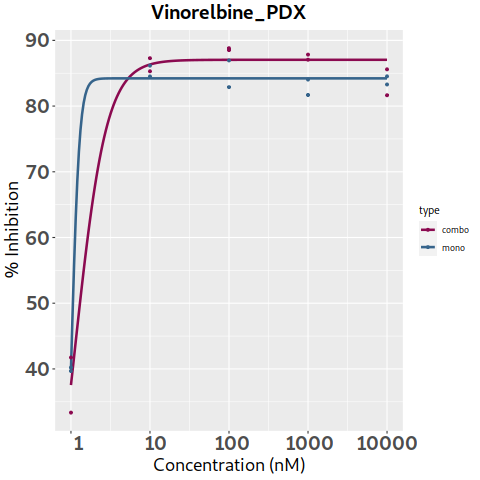 Vinorelbine_PDX
90
80
70
60
50
40
% Inhibition
1 10 100 1000 10000
Concentration (nM)
type
combo
mono